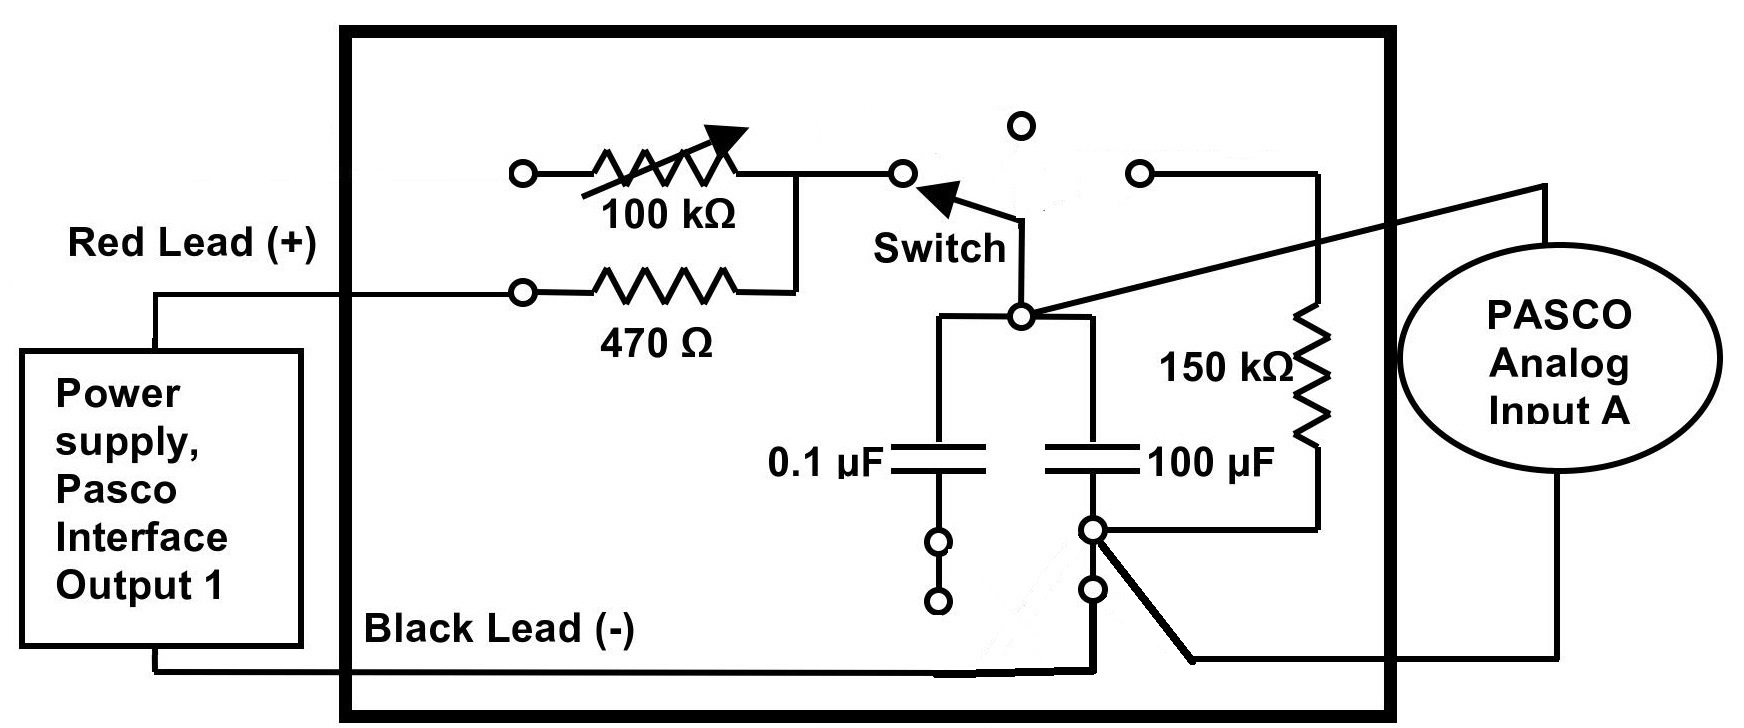 100 kΩ
Red Lead (+)
Switch
470 Ω
PASCO
Analog
Input A
150 kΩ
Power
supply,
Pasco
Interface
Output 1
0.1 µF
100 µF
Black Lead (-)